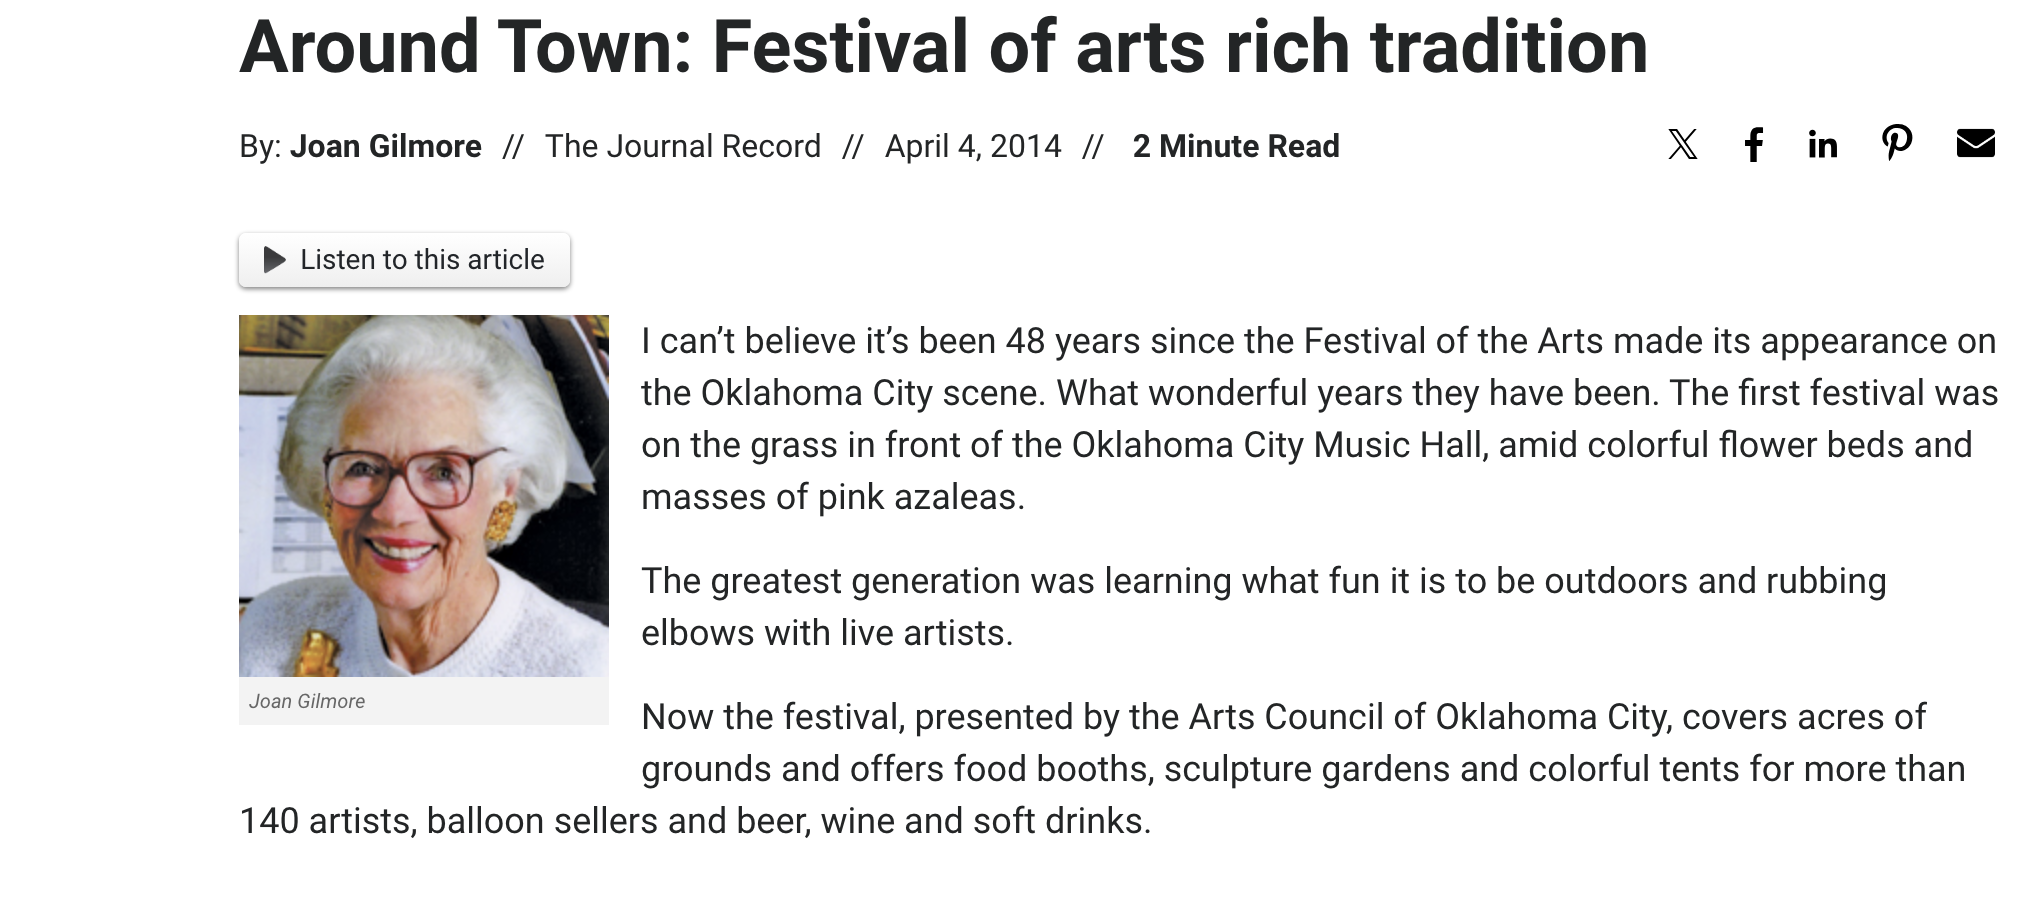 Around Town: Festival of arts rich tradition
By: Joan Gilmore // The Journal Record // April 4, 2014 // 2 Minute Read
Listen to this article
I can’t believe it’s been 48 years since the Festival of the Arts made its appearance on
the Oklahoma City scene. What wonderful years they have been. The first festival was
on the grass in front of the Oklahoma City Music Hall, amid colorful flower beds and
masses of pink azaleas.
The greatest generation was learning what fun it is to be outdoors and rubbing
elbows with live artists.
Joan Gilmore
Now the festival, presented by the Arts Council of Oklahoma City, covers acres of
grounds and offers food booths, sculpture gardens and colorful tents for more than
140 artists, balloon sellers and beer, wine and soft drinks.